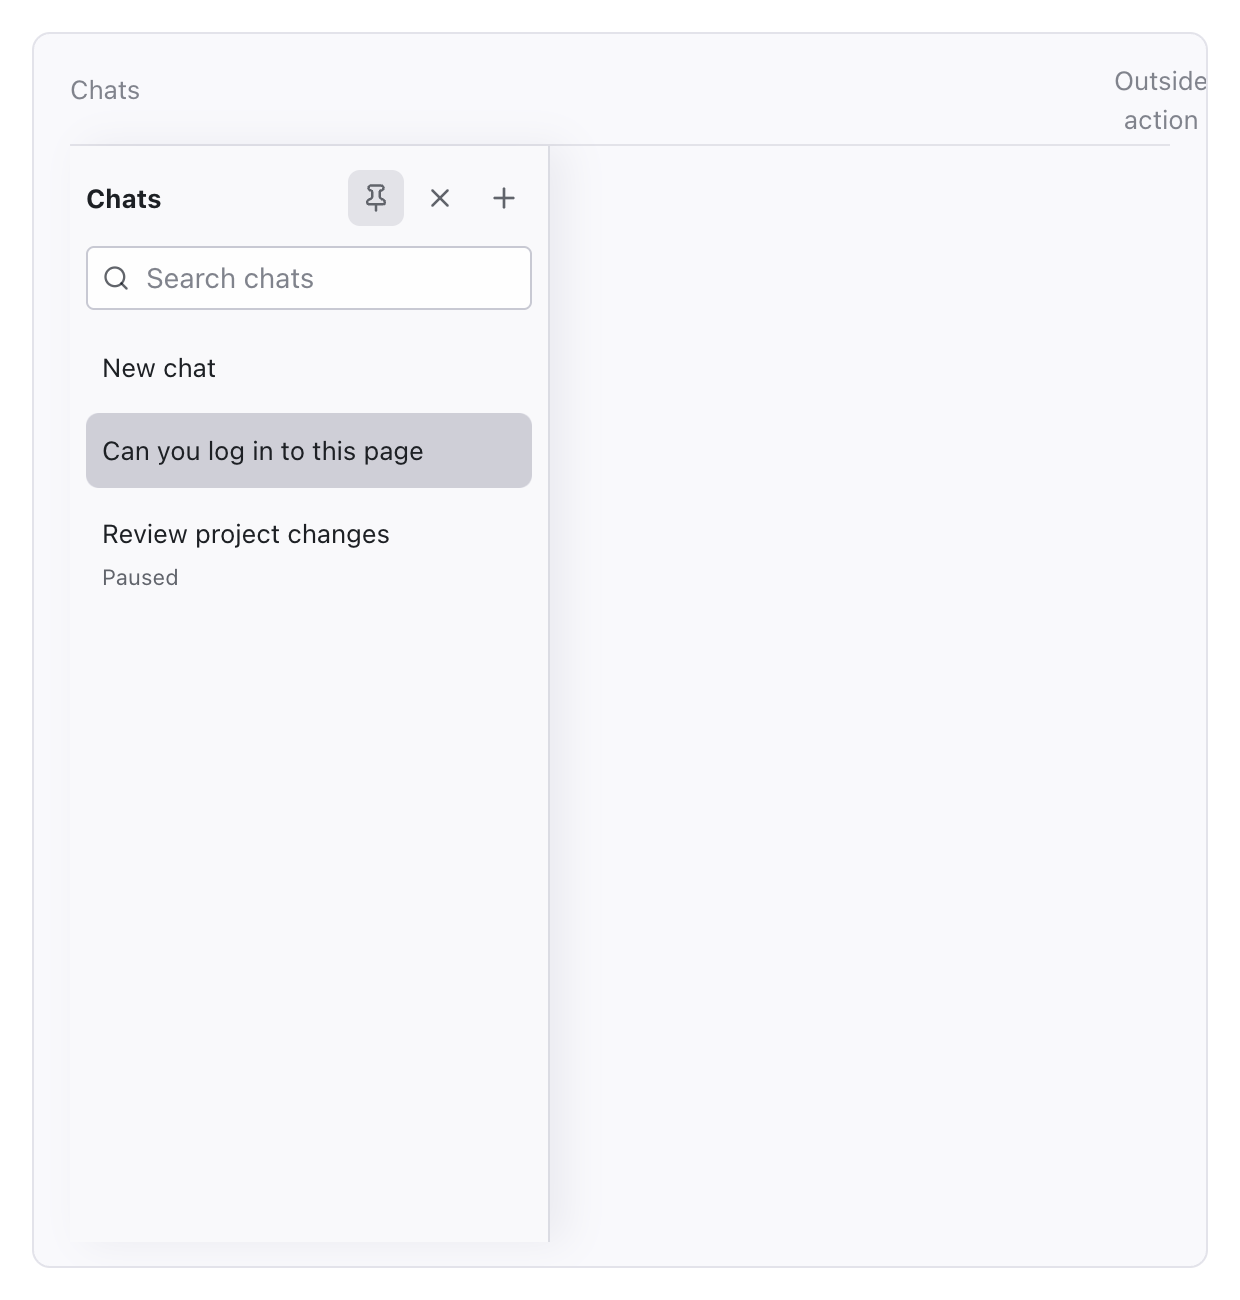 Chats
Outside
action
Chats
Search chats
New chat
Can you log in to this page
Review project changes
Paused